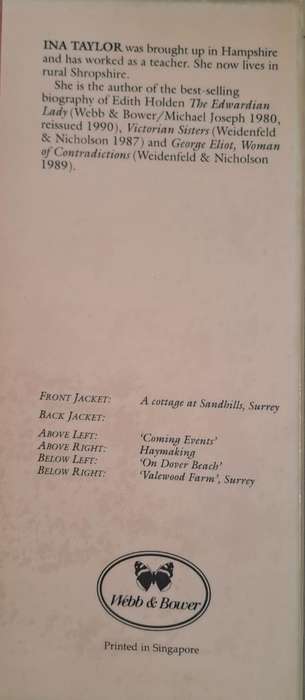 INA TAYLOR was brought up in Hampshire
and has worked as a teacher. She now lives in
rural Shropshire.
She is the author of the best-selling
biography of Edith Holden The Edwardian
Lady (Webb & Bower/Michael Joseph 1980,
reissued 1990), Victorian Sisters (Weidenfeld
& Nicholson 1987) and George Eliot, Woman
of Contradictions (Weidenfeld & Nicholson
1989).
FRONT JACKET: A cottage at Sandhills, Surrey
BACK JACKET:
ABOVE LEFT: 'Coming Events'
ABOVE RIGHT: Haymaking
BELOW LEFT: 'On Dover Beach'
BELOW RIGHT: 'Valewood Farm', Surrey
Webb & Bower
Printed in Singapore